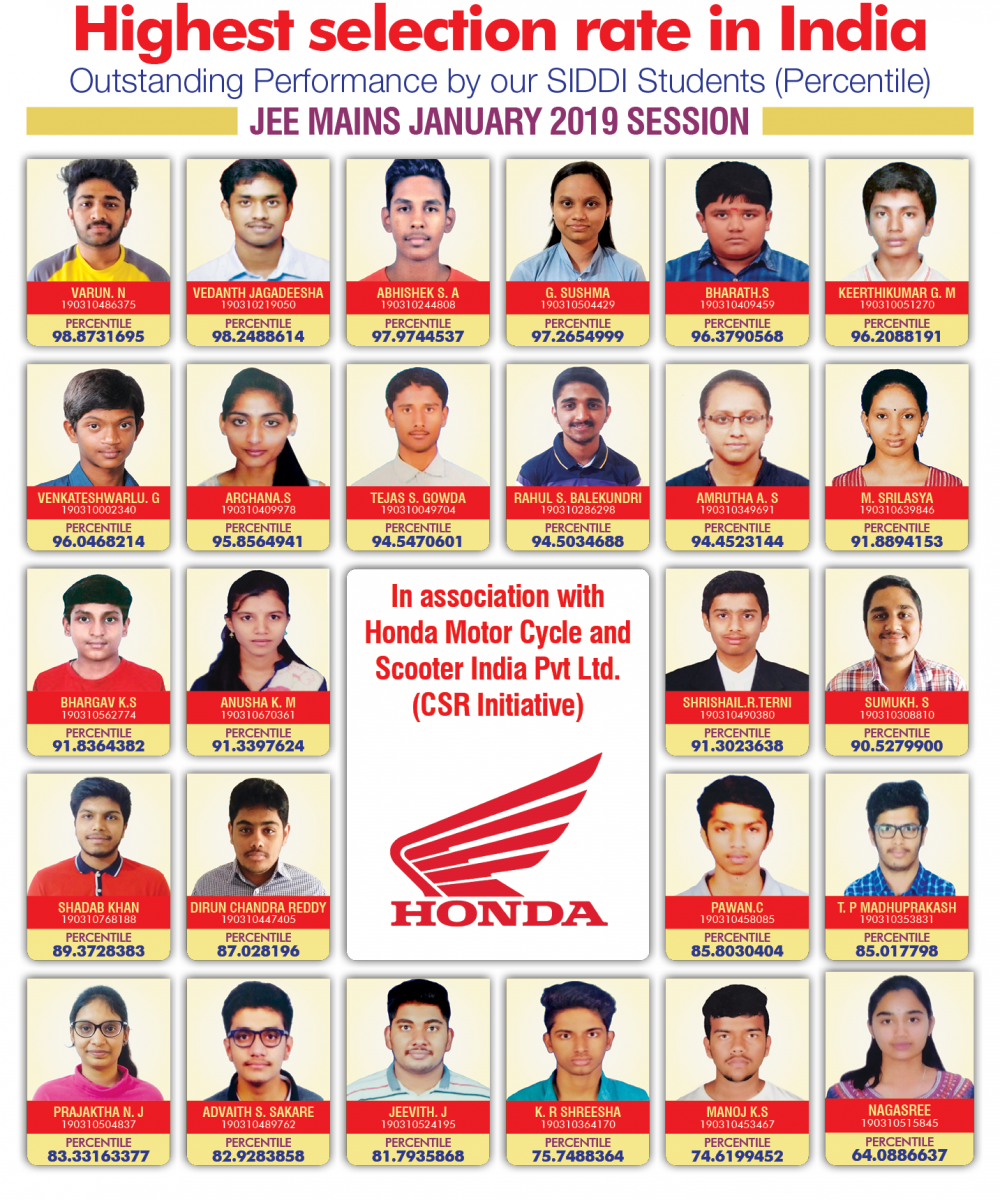 Highest selection rate in India
Outstanding Performance by our SIDDI Students (Percentile)
JEE MAINS JANUARY 2019 SESSION
VARUN. N
190310486375
PERCENTILE
98.8731695
VEDANTH JAGADEESHA
190310219050
PERCENTILE
98.2488614
ABHISHEK S. A
190310244808
PERCENTILE
97.9744537
G. SUSHMA
190310504429
PERCENTILE
97.2654999
BHARATH.S
190310409459
PERCENTILE
96.3790568
KEERTHIKUMAR G. M
190310051270
PERCENTILE
96.2088191
VENKATESHWARLU. G
190310002340
PERCENTILE
96.0468214
ARCHANA.S
190310409978
PERCENTILE
95.8564941
TEJAS S. GOWDA
190310049704
PERCENTILE
94.5470601
RAHUL S. BALEKUNDRI
190310286298
PERCENTILE
94.5034688
AMRUTHA A. S
190310349691
PERCENTILE
94.4523144
M. SRILASYA
190310639846
PERCENTILE
91.8894153
BHARGAV K.S
190310562774
PERCENTILE
91.8364382
ANUSHA K. M
190310670361
PERCENTILE
91.3397624
In association with
Honda Motor Cycle and
Scooter India Pvt Ltd.
(CSR Initiative)
HONDA
SHRISHAIL.R.TERNI
190310490380
PERCENTILE
91.3023638
SUMUKH. S
190310308810
PERCENTILE
90.5279900
SHADAB KHAN
190310768188
PERCENTILE
89.3728383
DIRUN CHANDRA REDDY
190310447405
PERCENTILE
87.028196
PAWAN.C
190310458085
PERCENTILE
85.8030404
T. P MADHUPRAKASH
190310353831
PERCENTILE
85.017798
PRAJAKTHA N. J
190310504837
PERCENTILE
83.33163377
ADVAITH S. SAKARE
190310489762
PERCENTILE
82.9283858
JEEVITH. J
190310524195
PERCENTILE
81.7935868
K. R SHREESHA
190310364170
PERCENTILE
75.7488364
MANOJ K.S
190310453467
PERCENTILE
74.6199452
NAGASREE
190310515845
PERCENTILE
64.0886637